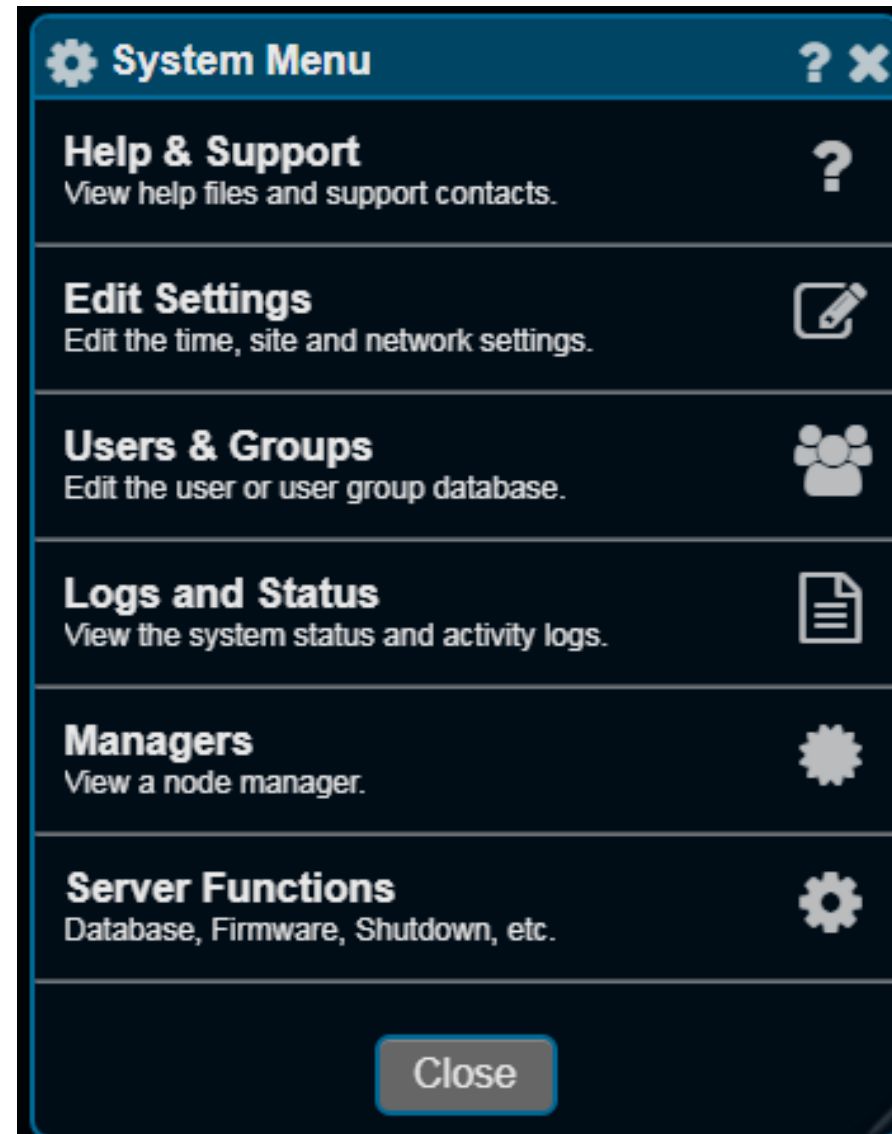 System Menu ?
Help & Support ?
View help files and support contacts.
Edit Settings
Edit the time, site and network settings.
Users & Groups
Edit the user or user group database.
Logs and Status
View the system status and activity logs.
Managers
View a node manager.
Server Functions
Database, Firmware, Shutdown, etc.
Close